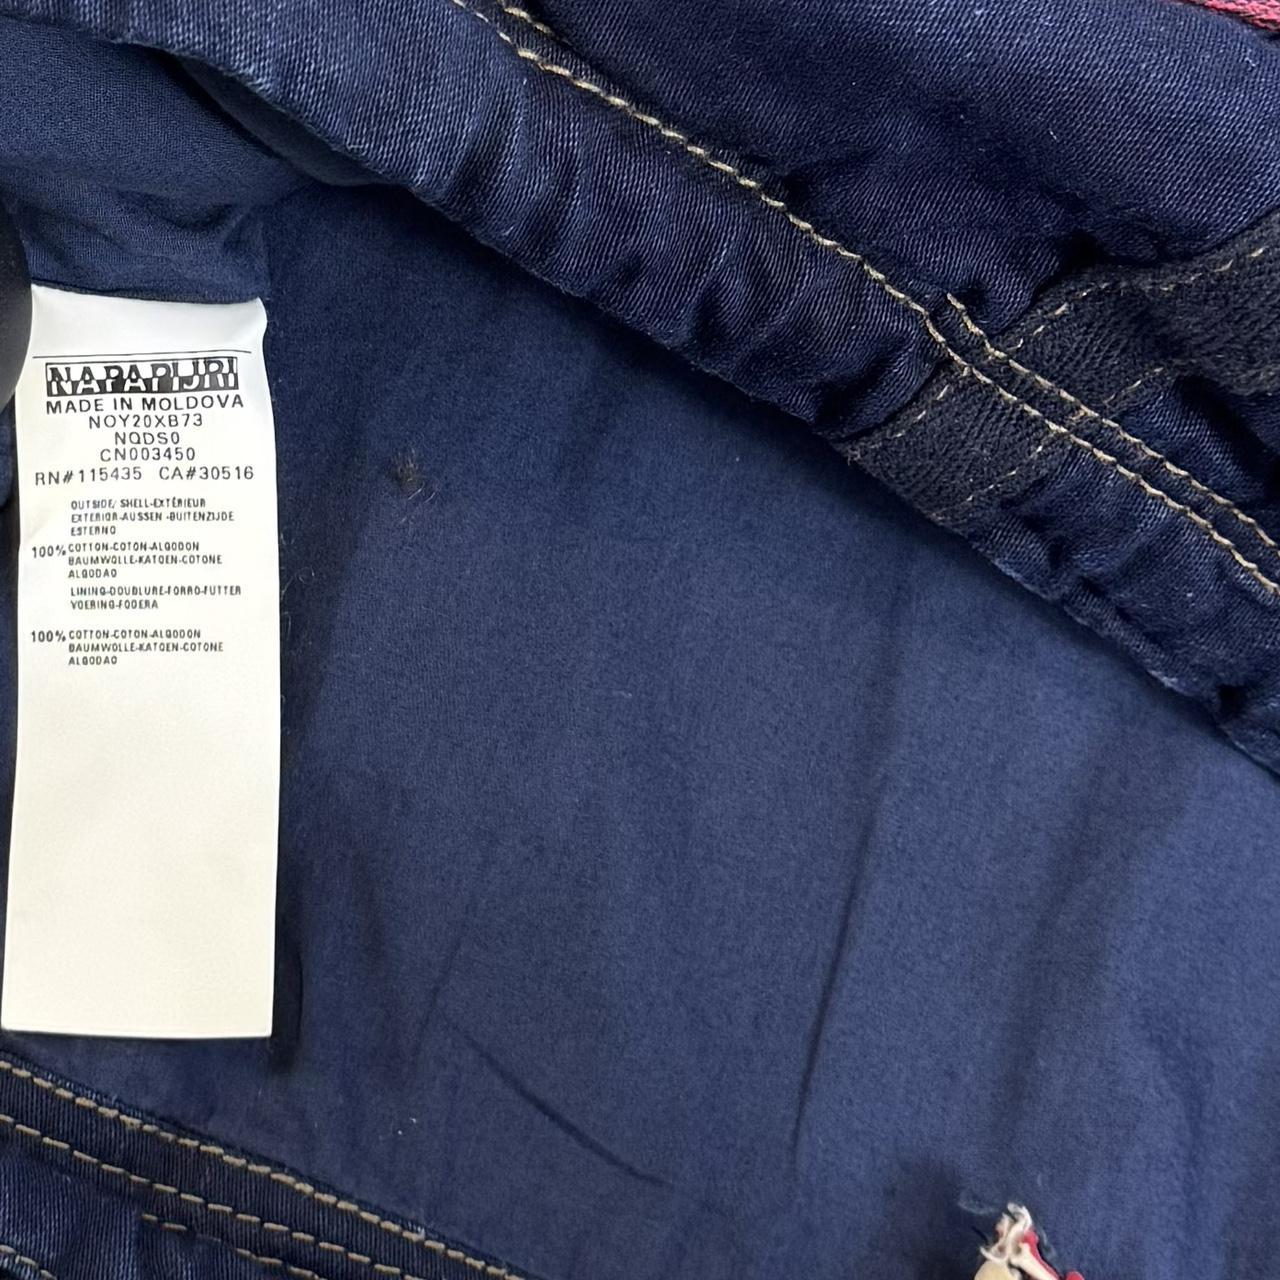 NAPAPIJRI
MADE IN MOLDOVA
NOY20XB73
NQDS0
CN003450
RN#115435 CA#30516
OUTSIDE/ SHELL-EXTÉRIEUR
EXTERIOR-AUSSEN -BUITENZIJDE
ESTERNO
100% COTTON-COTON-ALGODON
BAUMWOLLE-KATOEN-COTONE
ALGODAO
LINING-DOUBLURE-FORRO-FUTTER
VOERING-FODERA
100% COTTON-COTON-ALGODON
BAUMWOLLE-KATOEN-COTONE
ALGODAO